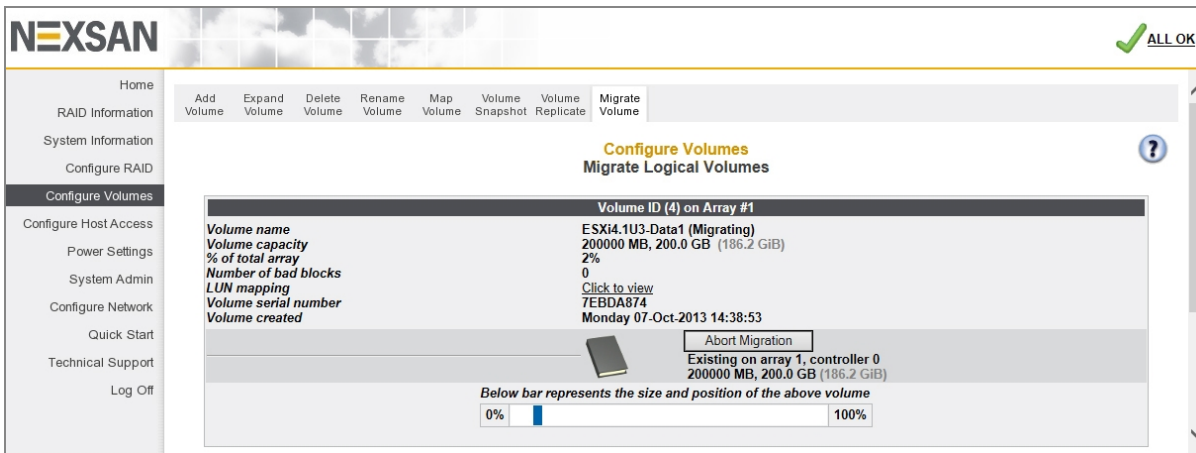 NEXSAN
ALL OK
Home
RAID Information
System Information
Configure RAID
Configure Volumes
Configure Host Access
Power Settings
System Admin
Configure Network
Quick Start
Technical Support
Log Off
Add Volume
Expand Volume
Delete Volume
Rename Volume
Map Volume
Volume Snapshot
Volume Replicate
Migrate Volume
Configure Volumes
Migrate Logical Volumes
?
Volume ID (4) on Array #1
Volume name ESXi4.1U3-Data1 (Migrating)
Volume capacity 200000 MB, 200.0 GB (186.2 GiB)
% of total array 2%
Number of bad blocks 0
LUN mapping Click to view
Volume serial number 7EBDA874
Volume created Monday 07-Oct-2013 14:38:53
Abort Migration
Existing on array 1, controller 0
200000 MB, 200.0 GB (186.2 GiB)
Below bar represents the size and position of the above volume
0% 100%